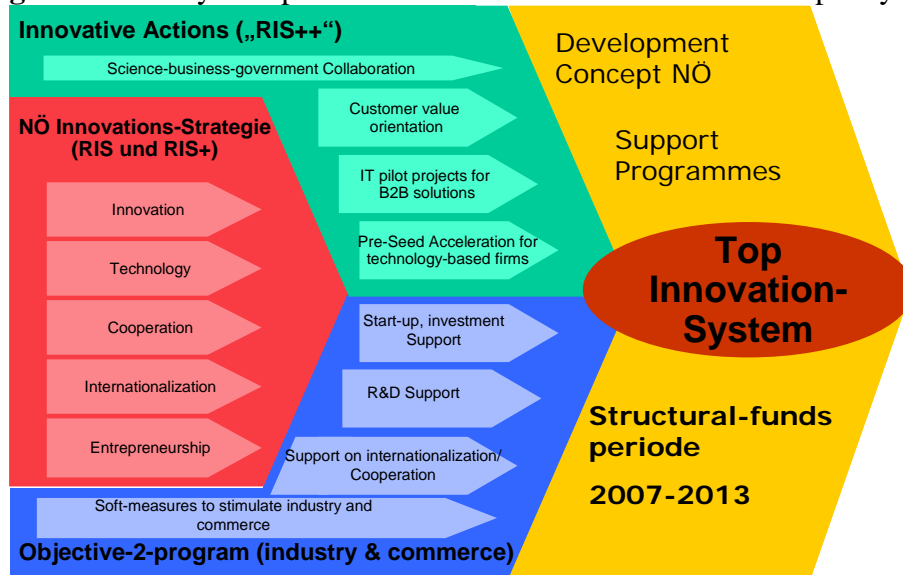 Innovative Actions („RIS++“)
Science-business-government Collaboration
Customer value
orientation
IT pilot projects for
B2B solutions
Pre-Seed Acceleration for
technology-based firms
NÖ Innovations-Strategie
(RIS und RIS+)
Innovation
Technology
Cooperation
Internationalization
Entrepreneurship
Start-up, investment
Support
R&D Support
Support on internationalization/
Cooperation
Soft-measures to stimulate industry and
commerce
Objective-2-program (industry & commerce)
Development
Concept NÖ
Support
Programmes
Top
Innovation-
System
Structural-funds
periode
2007-2013